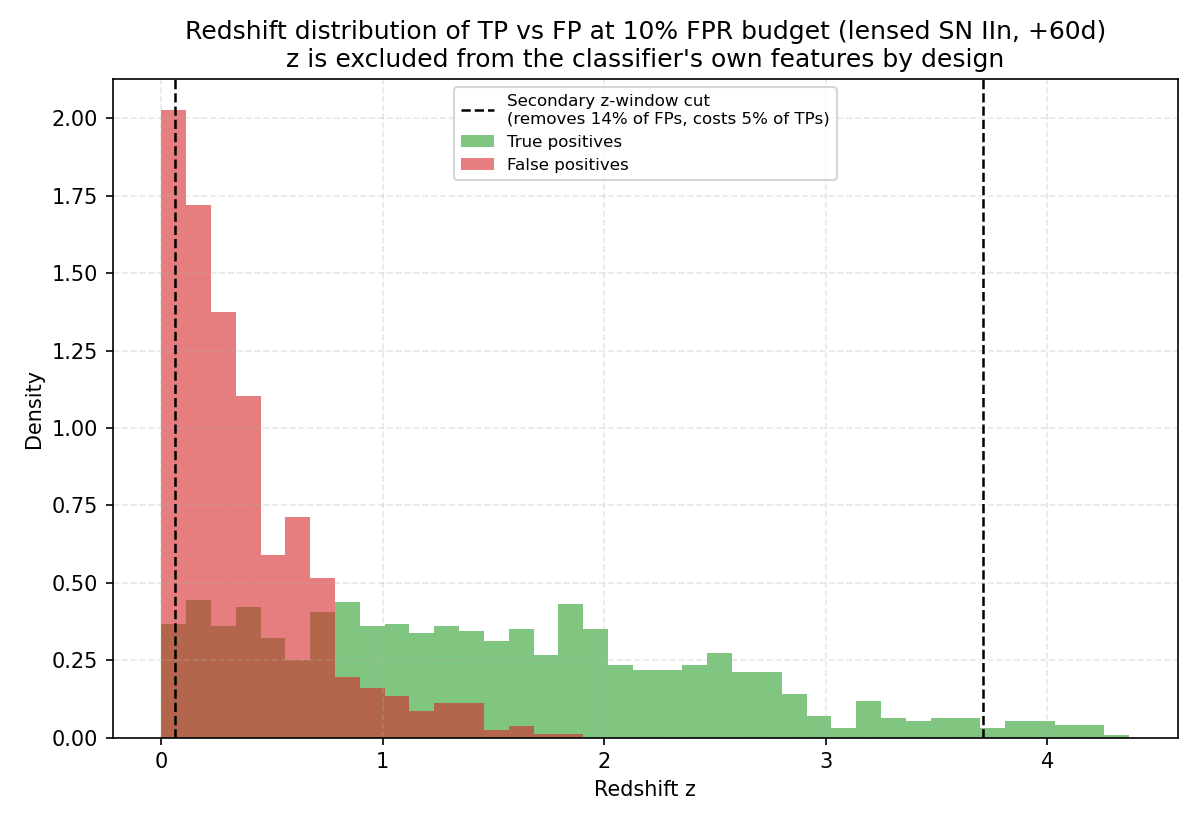 Redshift distribution of TP vs FP at 10% FPR budget (lensed SN IIn, +60d)
z is excluded from the classifier's own features by design
Secondary z-window cut
(removes 14% of FPs, costs 5% of TPs)
True positives
False positives
2.00
1.75
1.50
1.25
1.00
0.75
0.50
0.25
0.00
Density
0 1 2 3 4
Redshift z